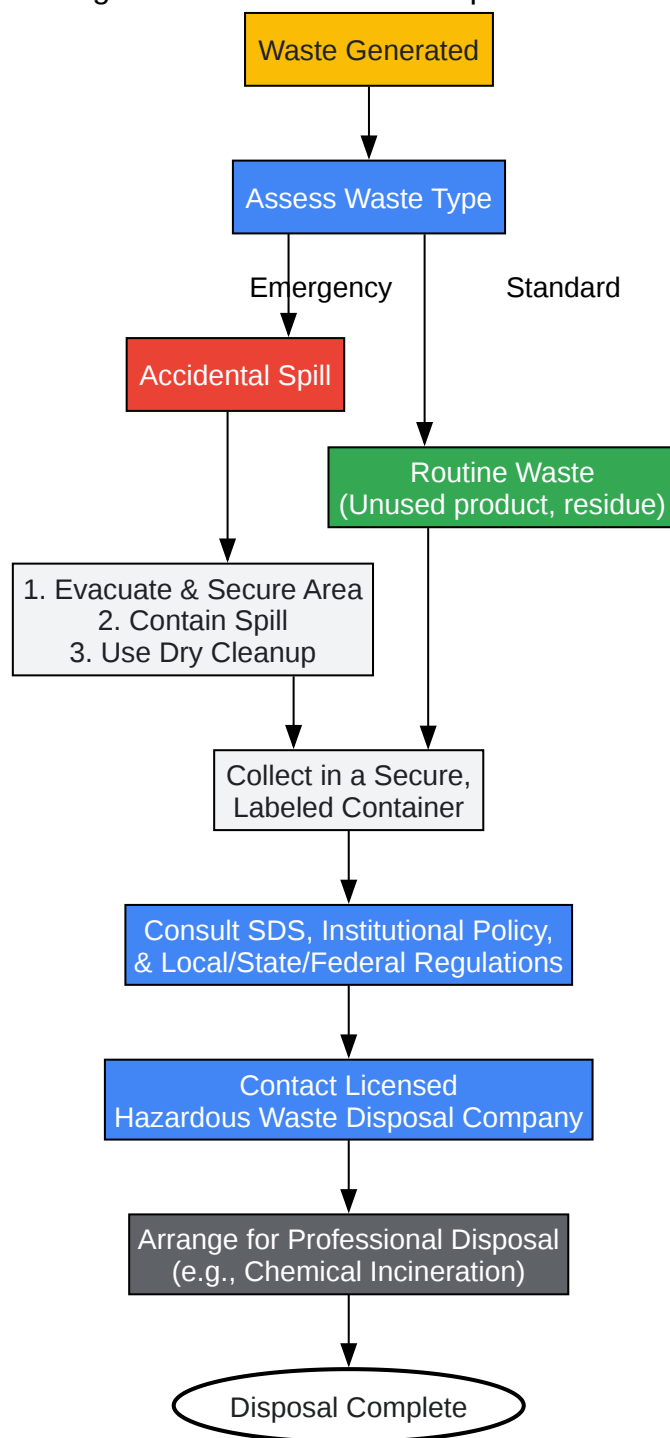 Waste Generated
Assess Waste Type
Emergency
Standard
Accidental Spill
Routine Waste
(Unused product, residue)
1. Evacuate & Secure Area
2. Contain Spill
3. Use Dry Cleanup
Collect in a Secure,
Labeled Container
Consult SDS, Institutional Policy,
& Local/State/Federal Regulations
Contact Licensed
Hazardous Waste Disposal Company
Arrange for Professional Disposal
(e.g., Chemical Incineration)
Disposal Complete